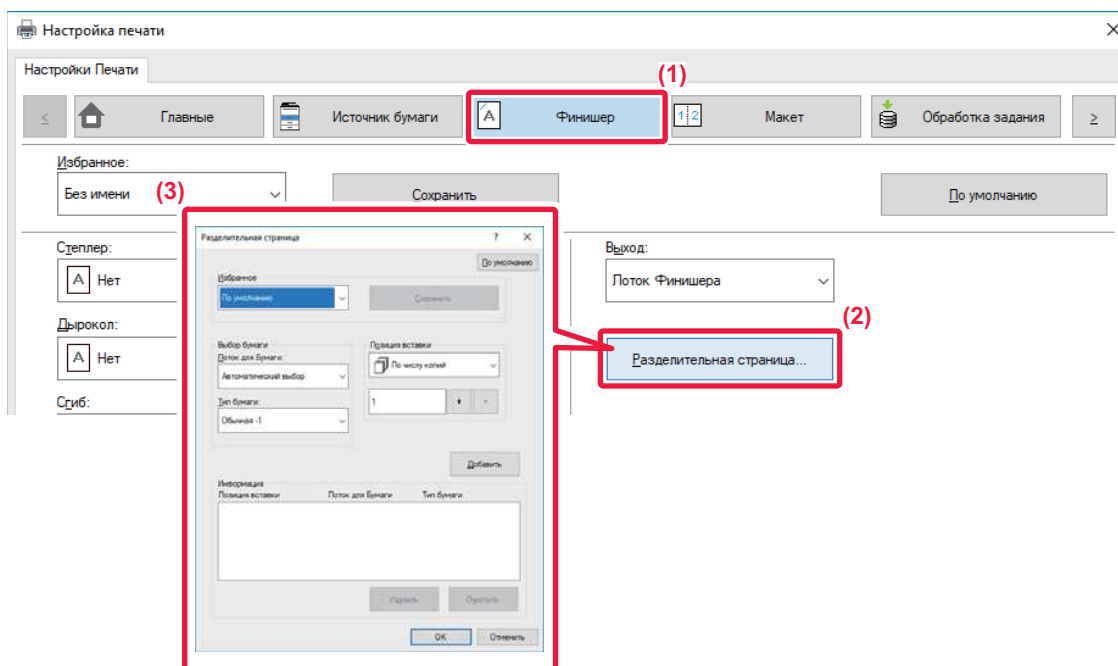 Настройка печати
Настройки Печати
(1)
<
Главные
Источник бумаги
A
Финишер
1 2
Макет
Обработка задания
>
Избранное:
Без имени
(3)
Сохранить
По умолчанию
Степлер:
A Нет
Дырокол:
A Нет
Сгиб:
Выход:
Лоток Финишера
(2)
Разделительная страница...
Разделительная страница
?
По умолчанию
Избранное
По умолчанию
Сохранить
Выбор бумаги
Лоток для Бумаги:
Автоматический выбор
Тип бумаги:
Обычная -1
Позиция вставки
По числу копий
1
+
-
Добавить
Информация
Позиция вставки Лоток для Бумаги Тип бумаги
Удалить Очистить
OK Отменить